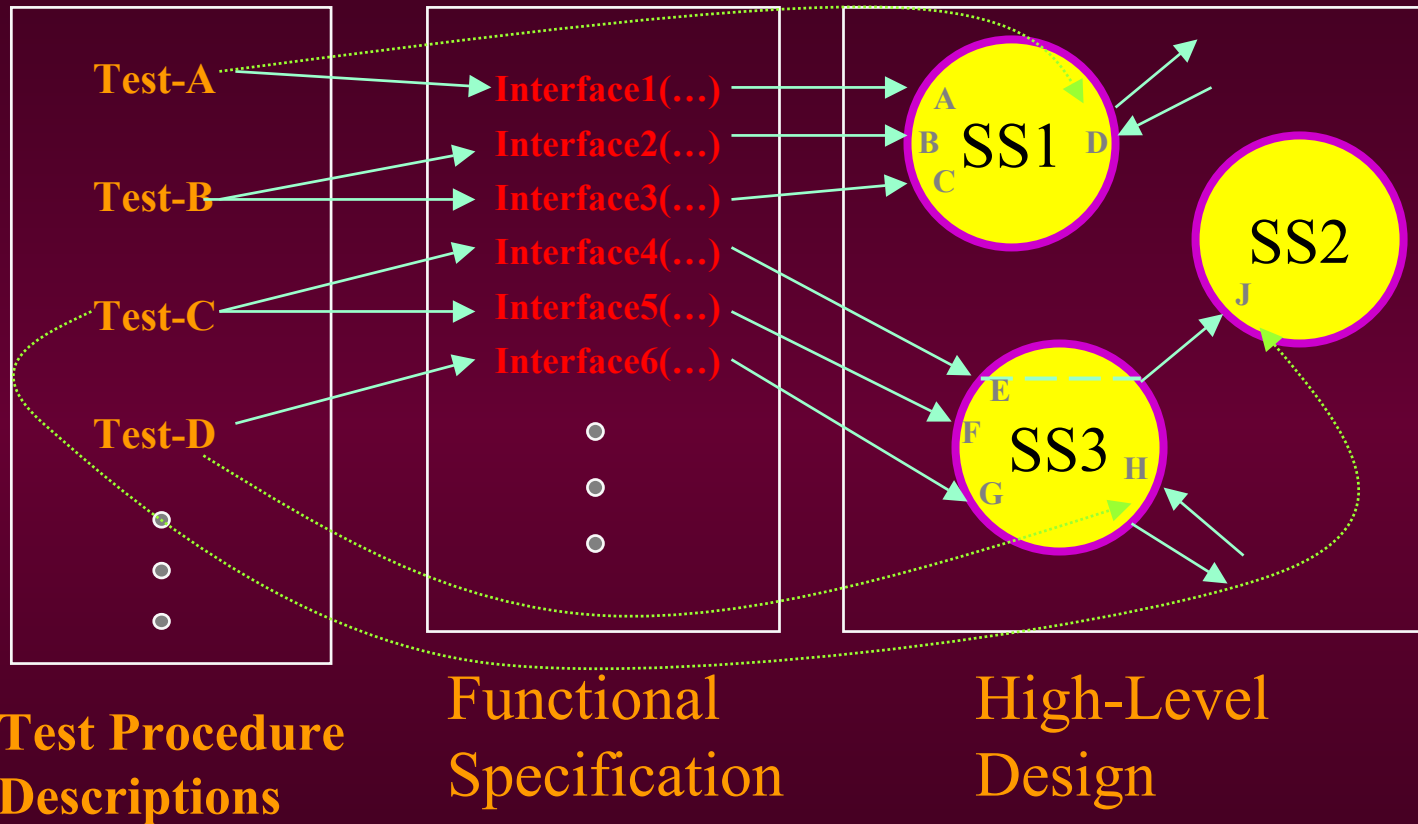 Test-A
Test-B
Test-C
Test-D
Test Procedure
Descriptions
Interface1(…)
Interface2(…)
Interface3(…)
Interface4(…)
Interface5(…)
Interface6(…)
Functional
Specification
A
B
C
SS1
D
SS2
J
E
F
SS3
G
H
High-Level
Design